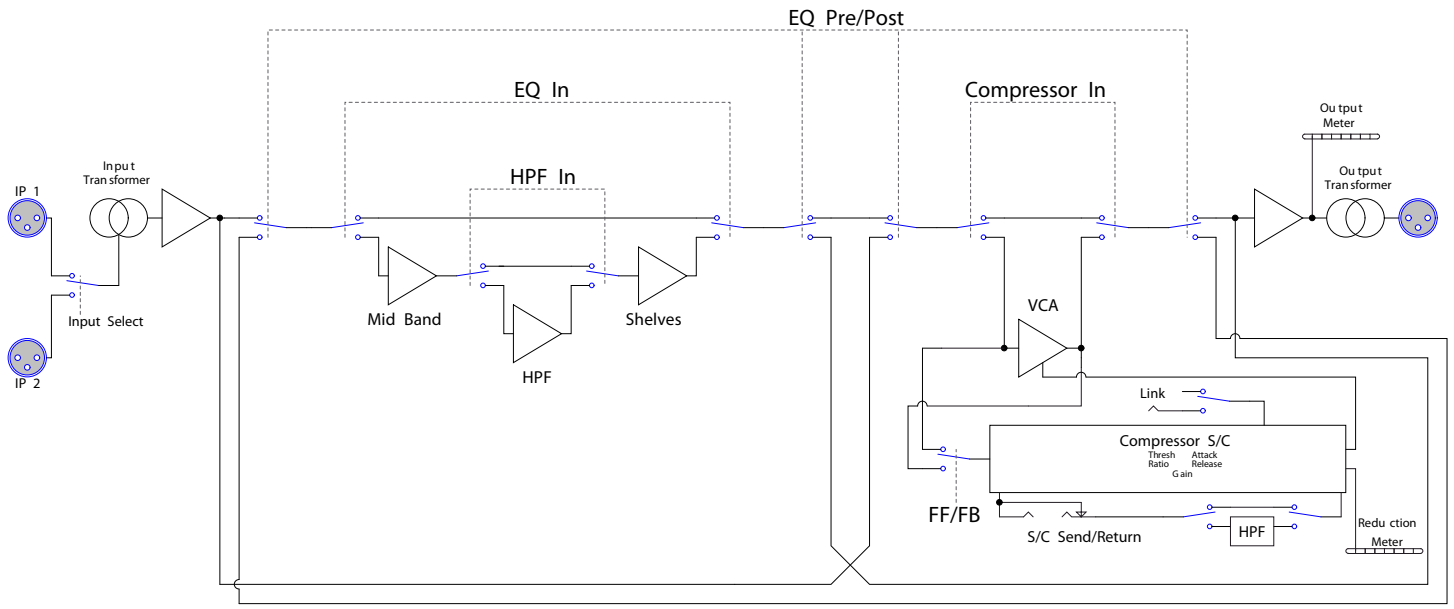 EQ Pre/Post
EQ In
Compressor In
HPF In
Output
Meter
Input
Transformer
Output
Transformer
IP 1
Input Select
IP 2
Mid Band
Shelves
HPF
VCA
Link
Compressor S/C
Thresh Attack
Ratio Release
Gain
FF/FB
S/C Send/Return
HPF
Reduction
Meter